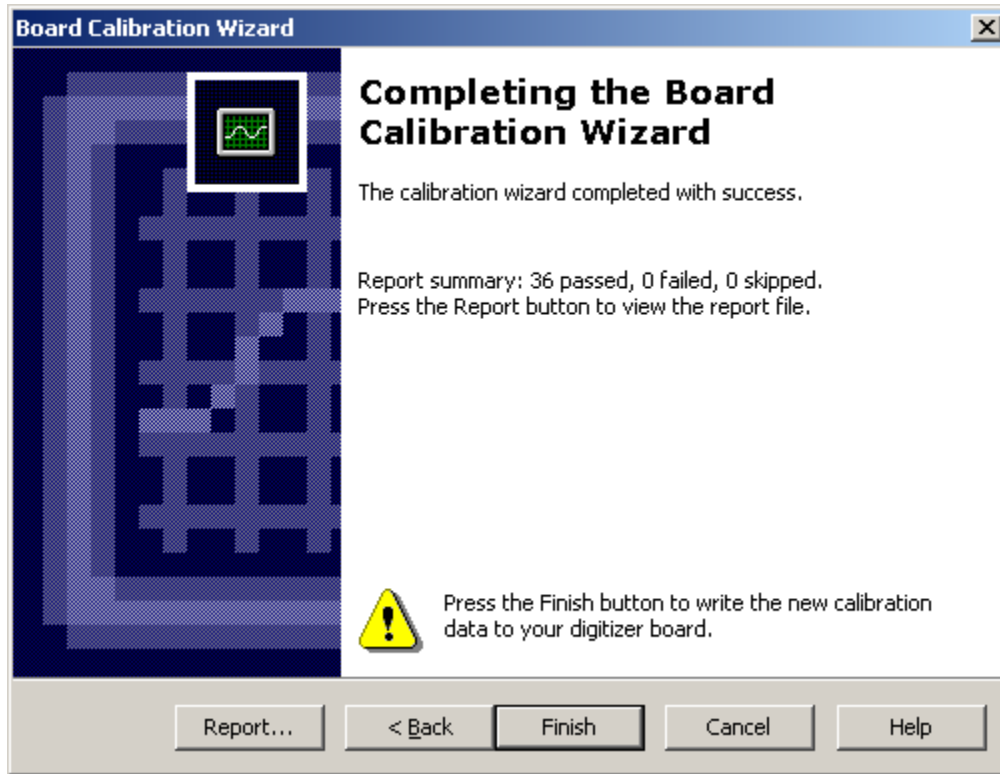 Board Calibration Wizard
Completing the Board
Calibration Wizard
The calibration wizard completed with success.
Report summary: 36 passed, 0 failed, 0 skipped.
Press the Report button to view the report file.
Press the Finish button to write the new calibration
data to your digitizer board.
Report...
< Back
Finish
Cancel
Help